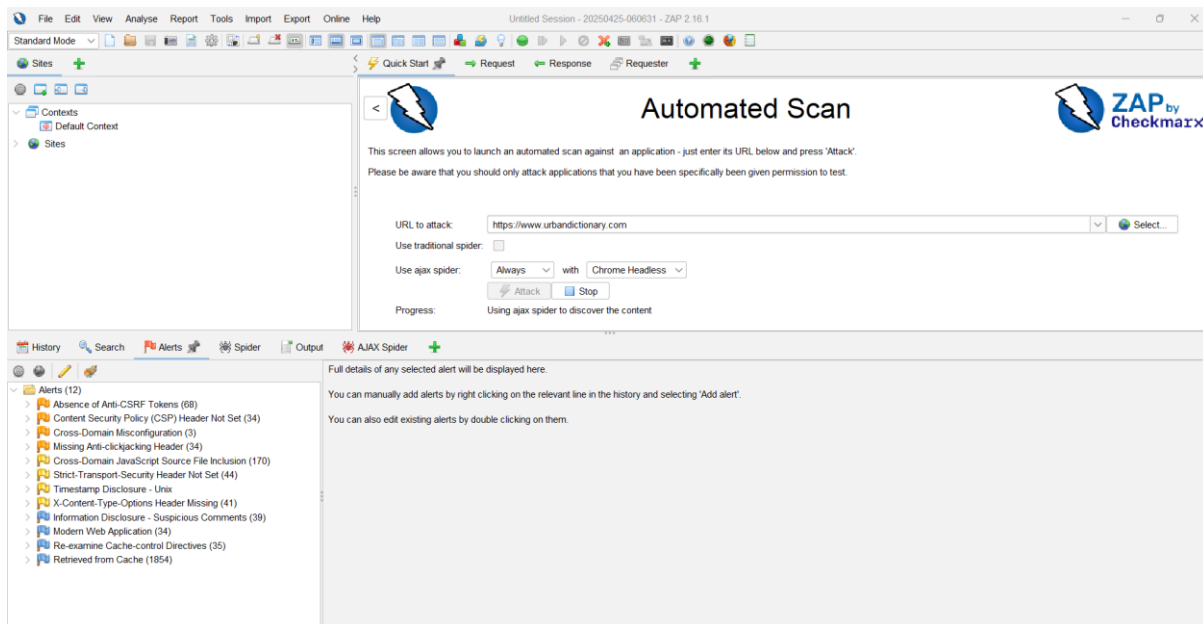 File Edit View Analyse Report Tools Import Export Online Help Untitled Session - 20250425-060631 - ZAP 2.16.1
Standard Mode
Sites
Quick Start Request Response Requester
Contexts
Default Context
Sites
<
Automated Scan
ZAP by
Checkmarx
This screen allows you to launch an automated scan against an application - just enter its URL below and press 'Attack'.
Please be aware that you should only attack applications that you have been specifically been given permission to test.
URL to attack: https://www.urbandictionary.com Select...
Use traditional spider:
Use ajax spider: Always with Chrome Headless
Attack Stop
Progress: Using ajax spider to discover the content
History Search Alerts Spider Output AJAX Spider
Alerts (12)
Absence of Anti-CSRF Tokens (68)
Content Security Policy (CSP) Header Not Set (34)
Cross-Domain Misconfiguration (3)
Missing Anti-clickjacking Header (34)
Cross-Domain JavaScript Source File Inclusion (170)
Strict-Transport-Security Header Not Set (44)
Timestamp Disclosure - Unix
X-Content-Type-Options Header Missing (41)
Information Disclosure - Suspicious Comments (39)
Modern Web Application (34)
Re-examine Cache-control Directives (35)
Retrieved from Cache (1854)
Full details of any selected alert will be displayed here.
You can manually add alerts by right clicking on the relevant line in the history and selecting 'Add alert'.
You can also edit existing alerts by double clicking on them.